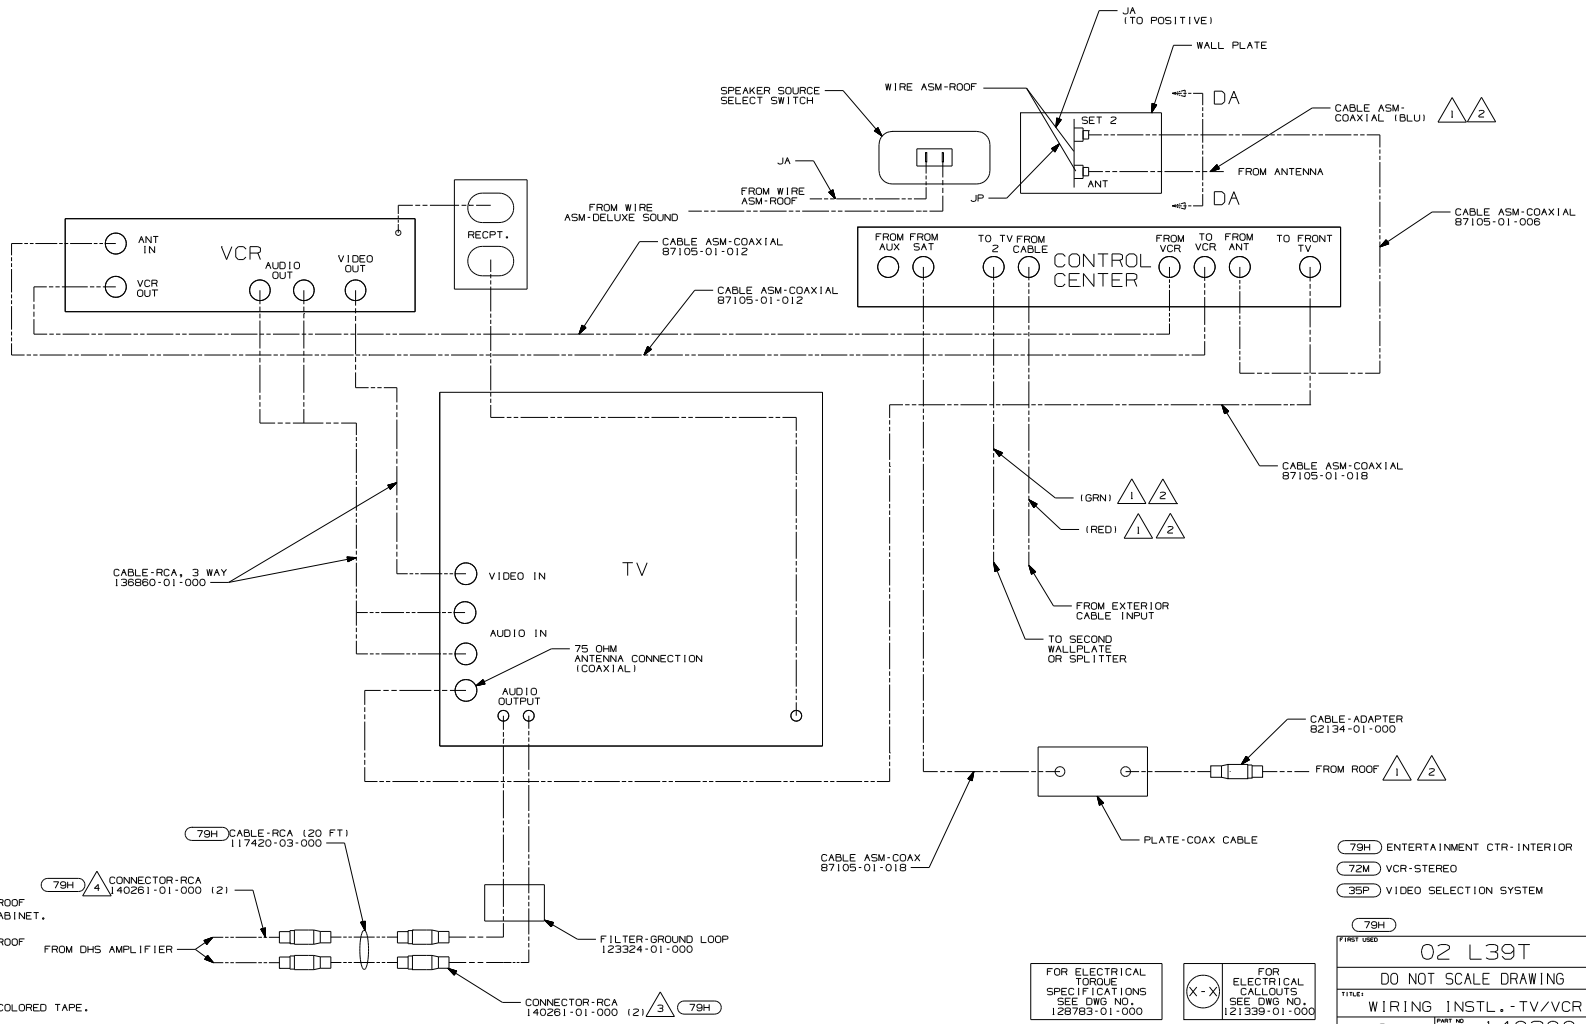 JA
(TO POSITIVE)
WALL PLATE
SPEAKER SOURCE
SELECT SWITCH
WIRE ASM-ROOF
DA
SET 2
CABLE ASM-
COAXIAL (BLU)
1
2
JA
FROM ANTENNA
ANT
FROM WIRE
ASM-ROOF
JP
DA
FROM WIRE
ASM-DELUXE SOUND
CABLE ASM-COAXIAL
87105-01-006
RECPT.
ANT
IN
VCR
AUDIO
OUT
VIDEO
OUT
VCR
OUT
CABLE ASM-COAXIAL
87105-01-012
CABLE ASM-COAXIAL
87105-01-012
FROM
AUX
FROM
SAT
TO TV
2
FROM
CABLE
CONTROL
CENTER
FROM
VCR
TO
VCR
FROM
ANT
TO FRONT
TV
CABLE ASM-COAXIAL
87105-01-018
(GRN)
1
2
(RED)
1
2
CABLE-RCA, 3 WAY
136860-01-000
VIDEO IN
TV
AUDIO IN
75 OHM
ANTENNA CONNECTION
(COAXIAL)
AUDIO
OUTPUT
FROM EXTERIOR
CABLE INPUT
TO SECOND
WALLPLATE
OR SPLITTER
CABLE-ADAPTER
82134-01-000
FROM ROOF
1
2
PLATE-COAX CABLE
CABLE ASM-COAX
87105-01-018
79H
CABLE-RCA (20 FT)
117420-03-000
79H
4
CONNECTOR-RCA
140261-01-000 (2)
ROOF
ABINET.
ROOF
FROM DHS AMPLIFIER
FILTER-GROUND LOOP
123324-01-000
CONNECTOR-RCA
140261-01-000 (2)
3
79H
COLORED TAPE.
79H ENTERTAINMENT CTR-INTERIOR
72M VCR-STEREO
35P VIDEO SELECTION SYSTEM
79H
FOR ELECTRICAL
TORQUE
SPECIFICATIONS
SEE DWG NO.
128783-01-000
X-X
FOR
ELECTRICAL
CALLOUTS
SEE DWG NO.
121339-01-000
FIRST USED
02 L39T
DO NOT SCALE DRAWING
TITLE:
WIRING INSTL.-TV/VCR
PART NO